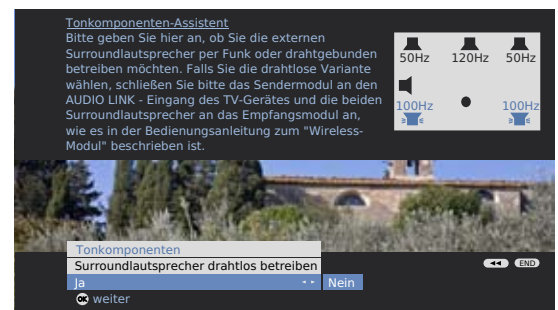 Tonkomponenten-Assistent
Bitte geben Sie hier an, ob Sie die externen
Surroundlautsprecher per Funk oder drahtgebunden
betreiben möchten. Falls Sie die drahtlose Variante
wählen, schließen Sie bitte das Sendermodul an den
AUDIO LINK - Eingang des TV-Gerätes und die beiden
Surroundlautsprecher an das Empfangsmodul an,
wie es in der Bedienungsanleitung zum "Wireless-
Modul" beschrieben ist.
50Hz 120Hz 50Hz
100Hz 100Hz
Tonkomponenten
Surroundlautsprecher drahtlos betreiben
Ja Nein
OK weiter
END